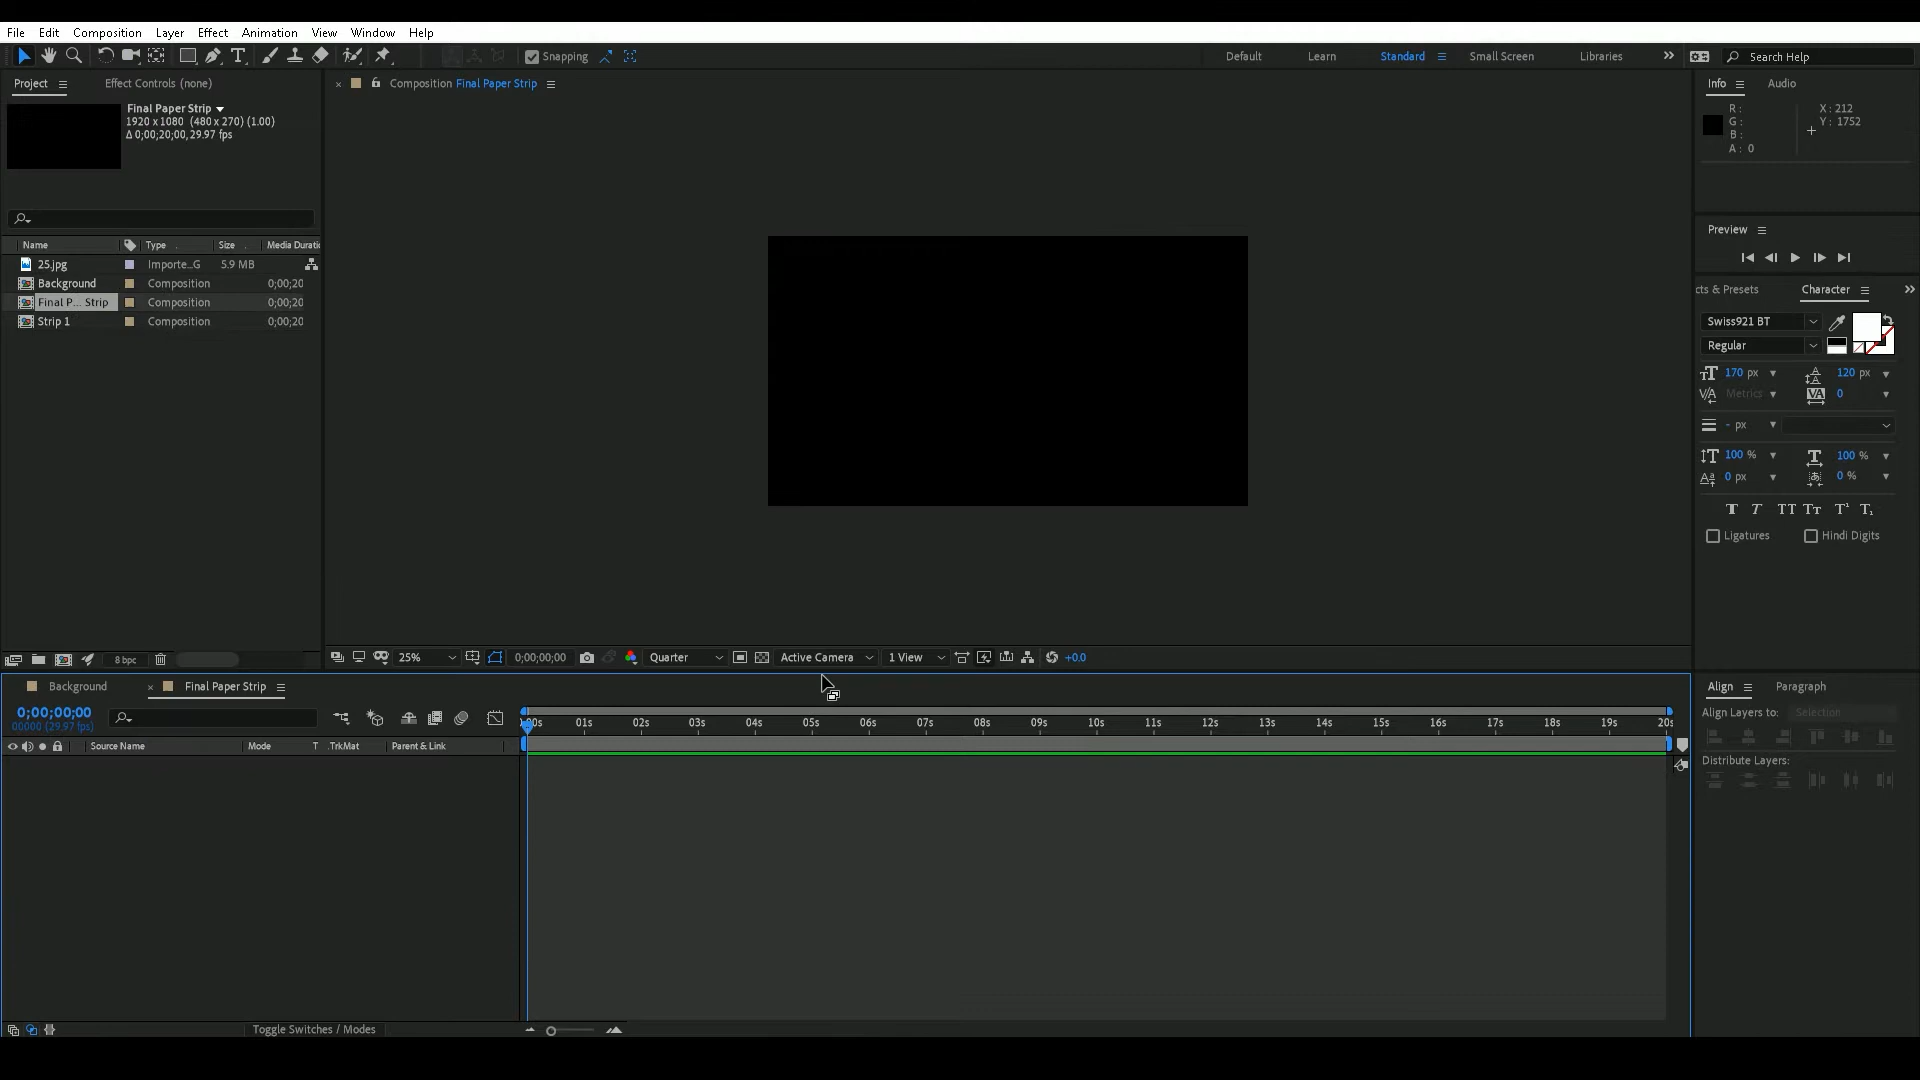 File Edit Composition Layer Effect Animation View Window Help
Snapping
Default Learn Standard Small Screen Libraries
Search Help
Project Effect Controls (none)
Final Paper Strip
1920 x 1080 (480 x 270) (1.00)
Δ 0;00;20;00, 29.97 fps
Name Type Size Media Duratic
25.jpg Importe...G 5.9 MB
Background Composition 0;00;20
Final P... Strip Composition 0;00;20
Strip 1 Composition 0;00;20
8 bpc
Composition Final Paper Strip
25% 0;00;00;00 Quarter Active Camera 1 View +0.0
Info Audio
R :
G :
B :
A : 0
X : 212
Y : 1752
Preview
cts & Presets Character
Swiss921 BT
Regular
170 px 120 px
Metrics 0
- px
100 % 100 %
0 px 0 %
Ligatures Hindi Digits
Background Final Paper Strip
0;00;00;00
00000 (29.97 fps)
Source Name Mode T .TrkMat Parent & Link
:00s 01s 02s 03s 04s 05s 06s 07s 08s 09s 10s 11s 12s 13s 14s 15s 16s 17s 18s 19s 20s
Toggle Switches / Modes
Align Paragraph
Align Layers to: Selection
Distribute Layers: